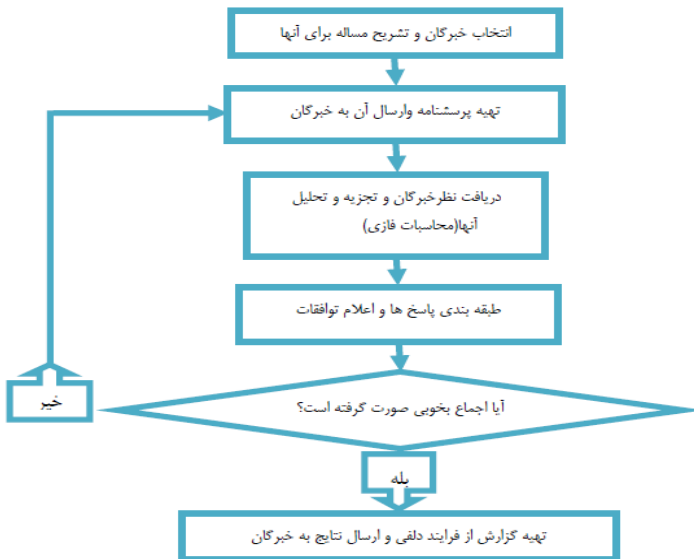 انتخاب خبرگان و تشریح مساله برای آنها
تهیه پرسشنامه وارسال آن به خبرگان
دریافت نظرخبرگان و تجزیه و تحلیل
آنها(محاسبات فازی)
طبقه بندی پاسخ ها و اعلام توافقات
آیا اجماع بخوبی صورت گرفته است؟
خیر
بله
تهیه گزارش از فرایند دلفی و ارسال نتایج به خبرگان